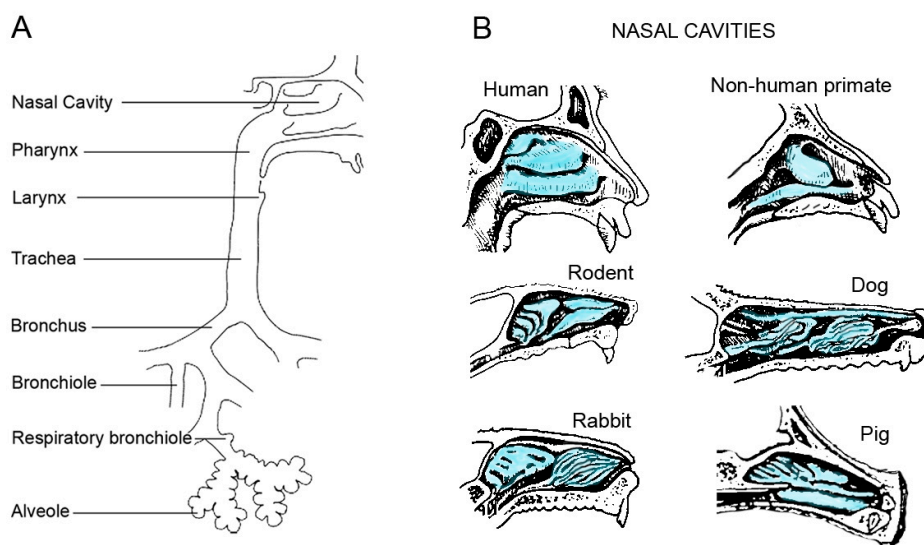 A
Nasal Cavity
Pharynx
Larynx
Trachea
Bronchus
Bronchiole
Respiratory bronchiole
Alveole
B
NASAL CAVITIES
Human
Non-human primate
Rodent
Dog
Rabbit
Pig